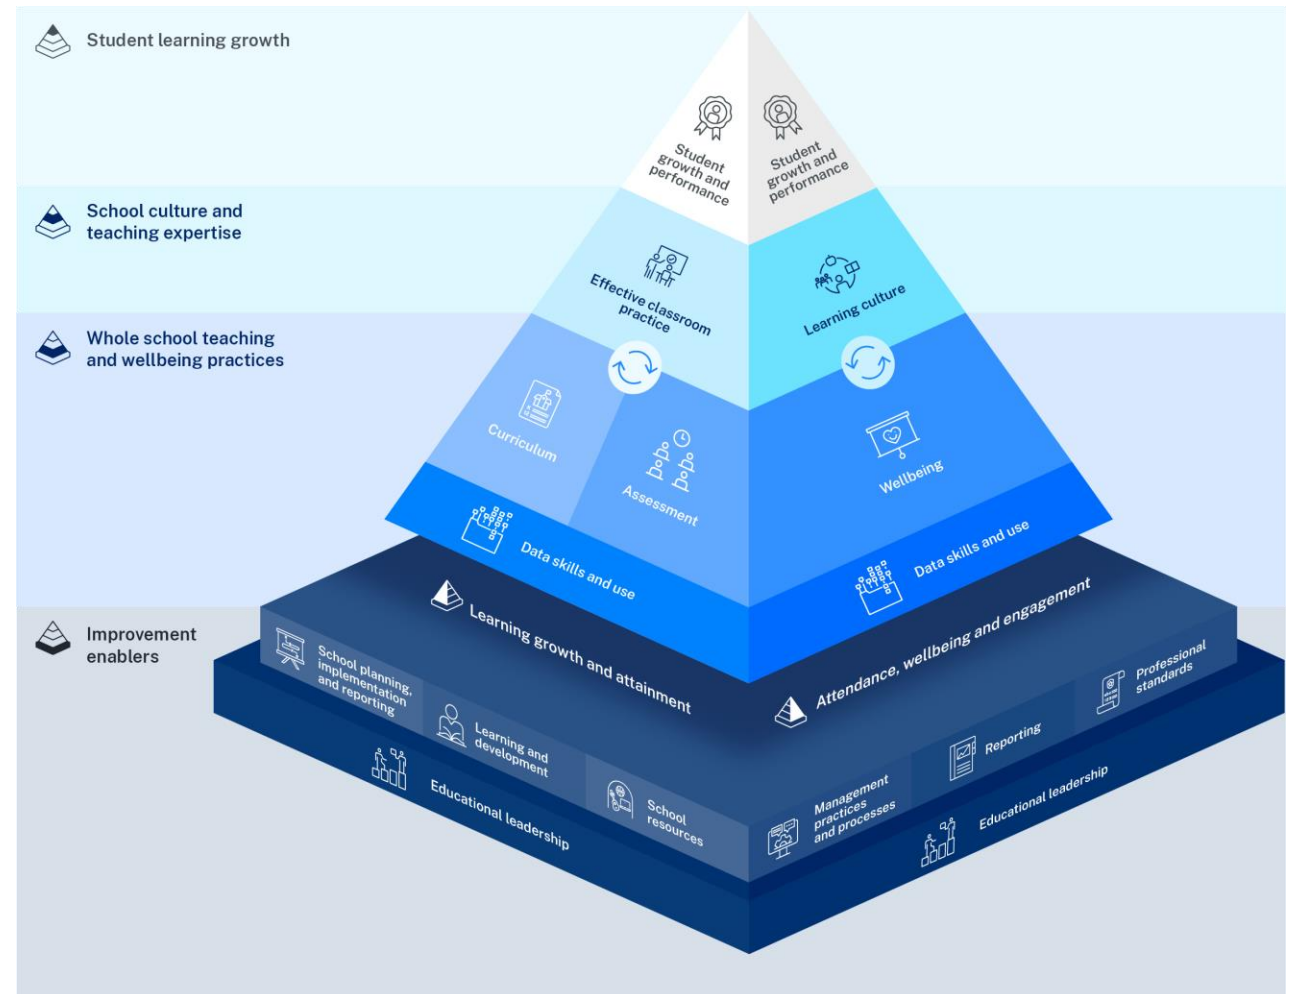 Student learning growth
School culture and
teaching expertise
Whole school teaching
and wellbeing practices
Improvement
enablers
Student
growth and
performance
Student
growth and
performance
Effective classroom
practice
Learning culture
Curriculum
Assessment
Wellbeing
Data skills and use
Data skills and use
Learning growth and attainment
Attendance, wellbeing and engagement
School planning,
implementation
and reporting
Learning and
development
School
resources
Management
practices
and processes
Reporting
Professional
standards
Educational leadership
Educational leadership